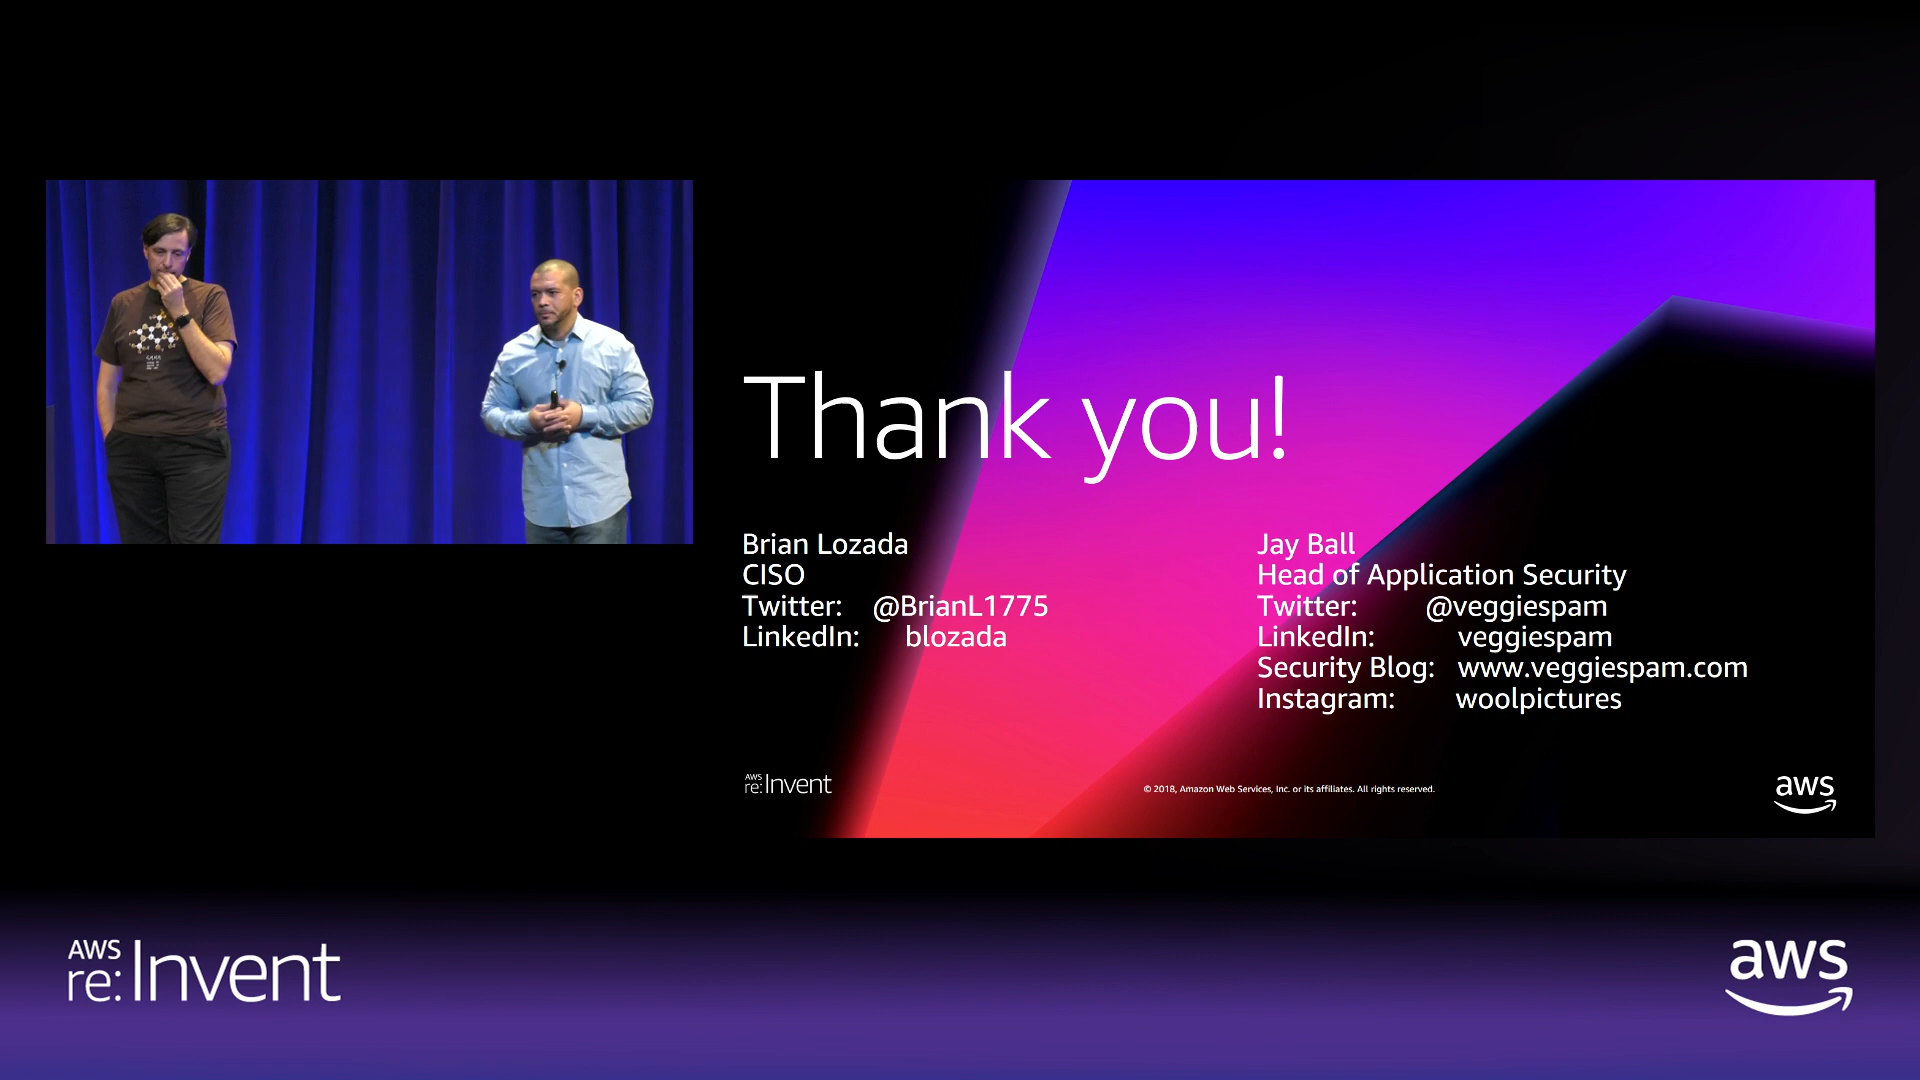 Thank you!
Brian Lozada
CISO
Twitter: @BrianL1775
LinkedIn: blozada
Jay Ball
Head of Application Security
Twitter: @veggiespam
LinkedIn: veggiespam
Security Blog: www.veggiespam.com
Instagram: woolpictures
AWS
re:Invent
© 2018, Amazon Web Services, Inc. or its affiliates. All rights reserved.
aws
AWS
re:Invent
aws